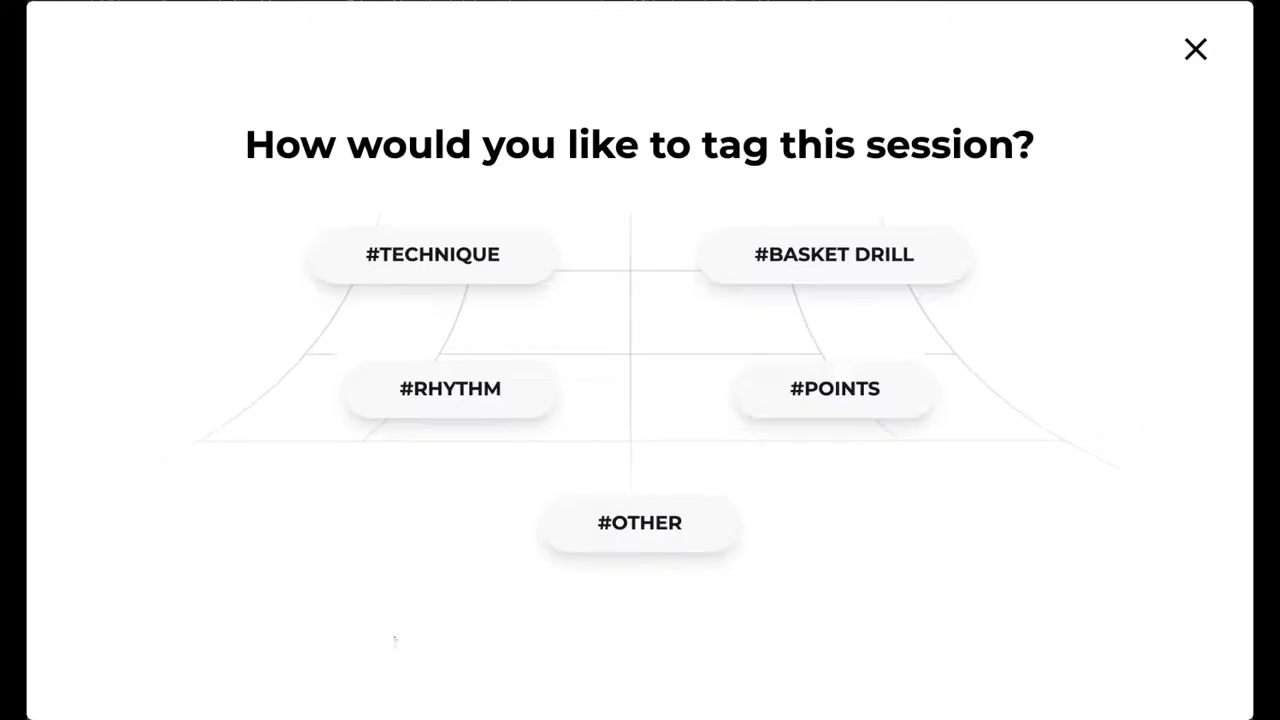 How would you like to tag this session?
#TECHNIQUE
#BASKET DRILL
#RHYTHM
#POINTS
#OTHER